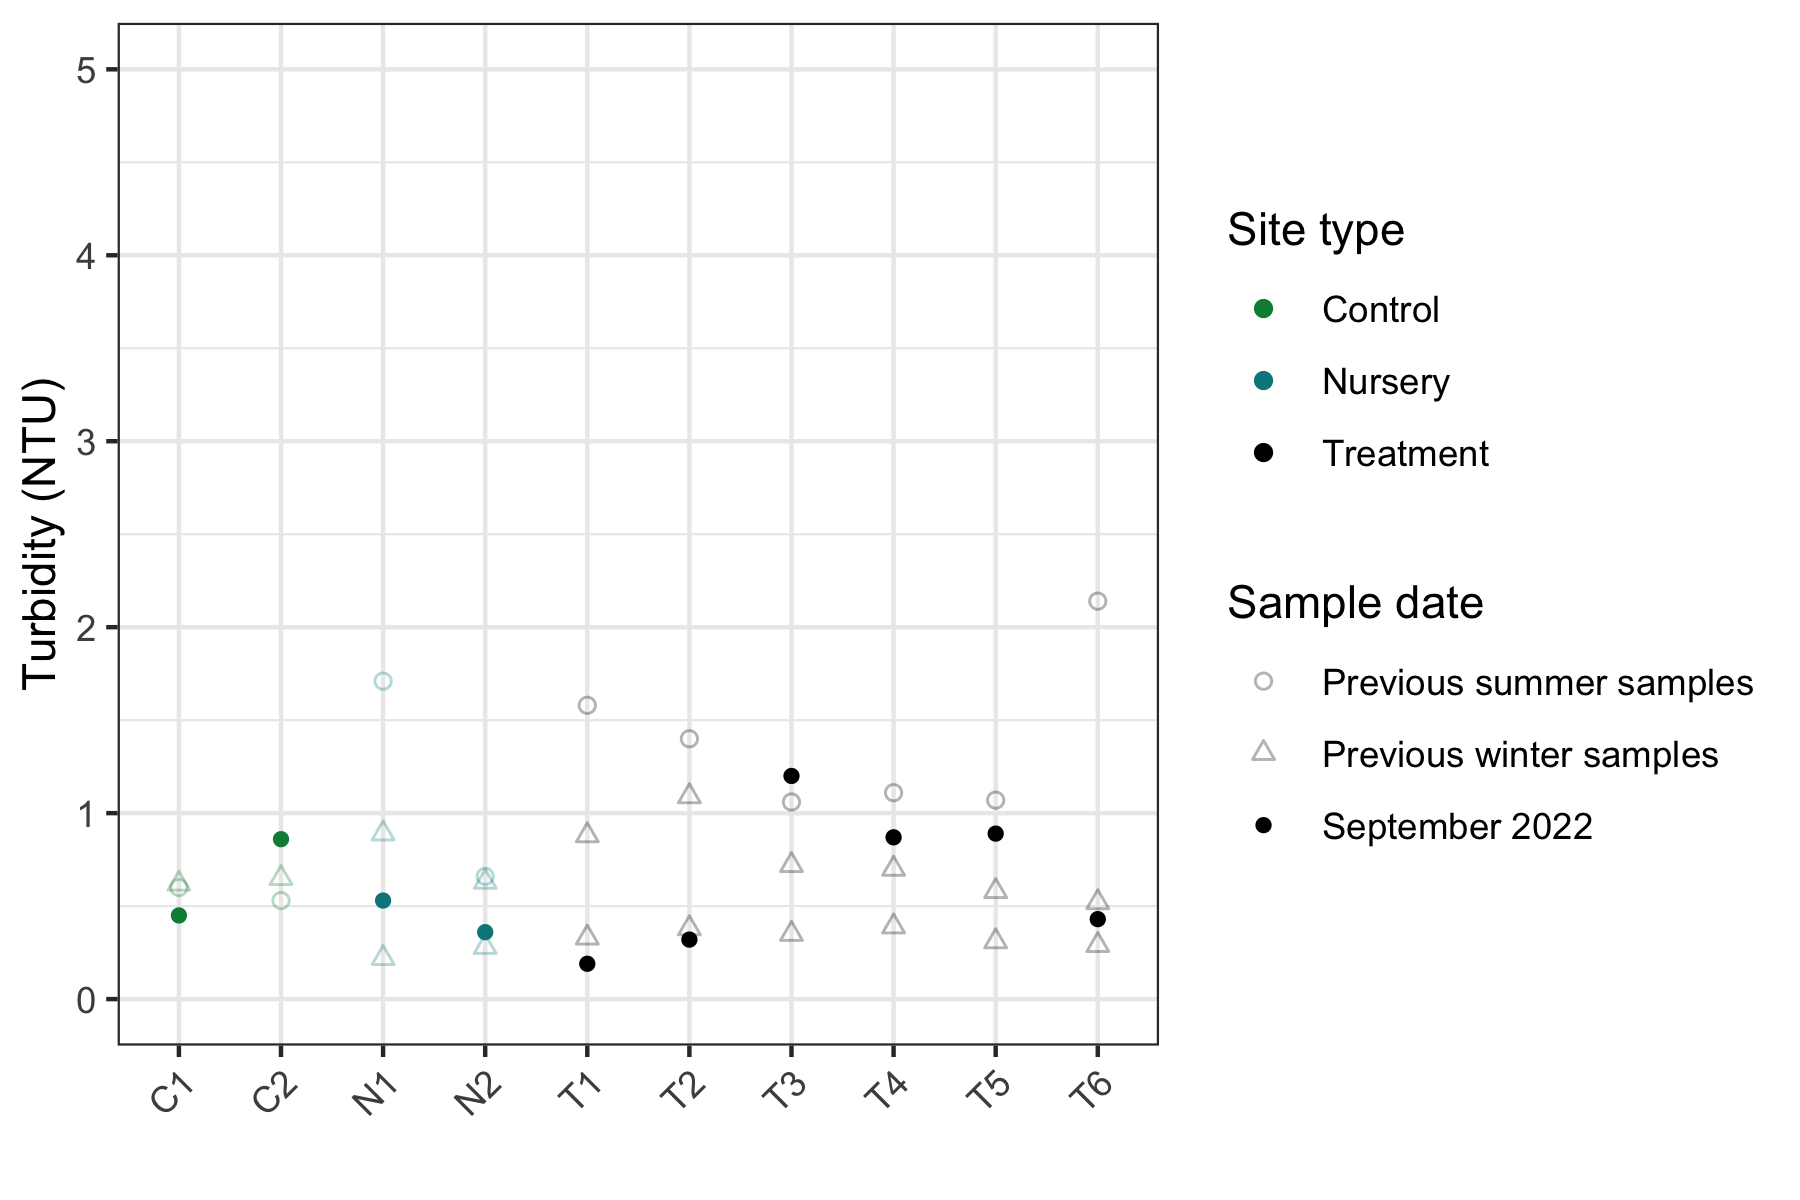 Turbidity (NTU)
5
4
3
2
1
0
C1
C2
N1
N2
T1
T2
T3
T4
T5
T6
Site type
Control
Nursery
Treatment
Sample date
Previous summer samples
Previous winter samples
September 2022